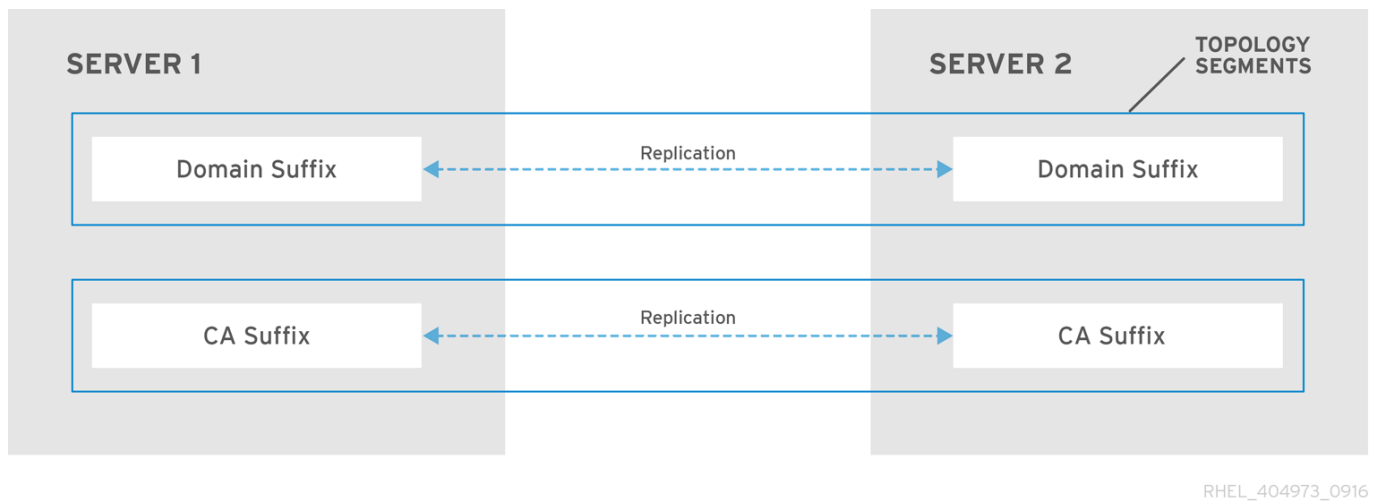 SERVER 1
SERVER 2
TOPOLOGY
SEGMENTS
Domain Suffix
Replication
Domain Suffix
CA Suffix
Replication
CA Suffix
RHEL_404973_0916